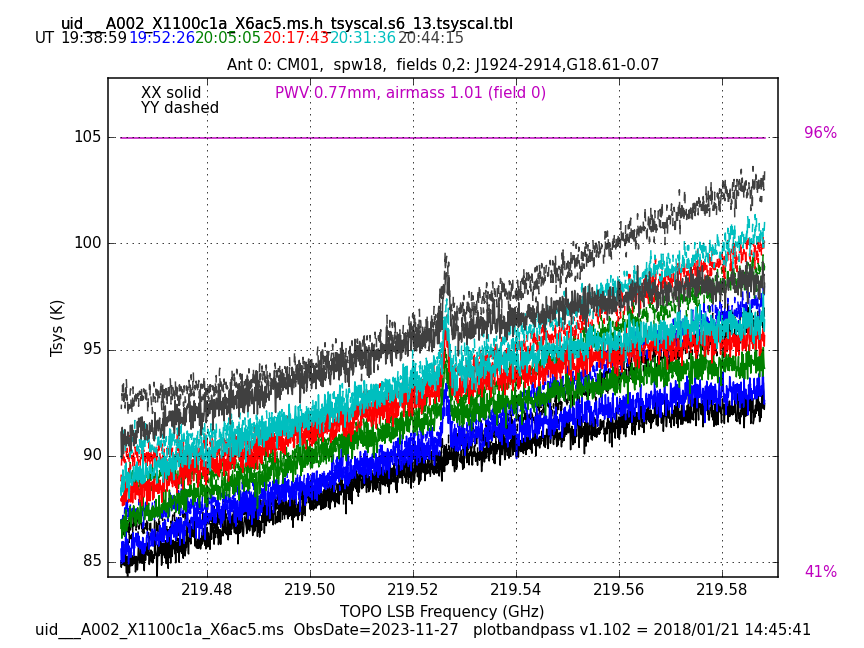 uid___A002_X1100c1a_X6ac5.ms.h_tsyscal.s6_13.tsyscal.tbl
UT 19:38:59 19:52:26 20:05:05 20:17:43 20:31:36 20:44:15
Ant 0: CM01,  spw18,  fields 0,2: J1924-2914,G18.61-0.07
XX solid PWV 0.77mm, airmass 1.01 (field 0)
YY dashed
96%
105
100
95
90
85
Tsys (K)
41%
219.48 219.50 219.52 219.54 219.56 219.58
TOPO LSB Frequency (GHz)
uid___A002_X1100c1a_X6ac5.ms  ObsDate=2023-11-27   plotbandpass v1.102 = 2018/01/21 14:45:41